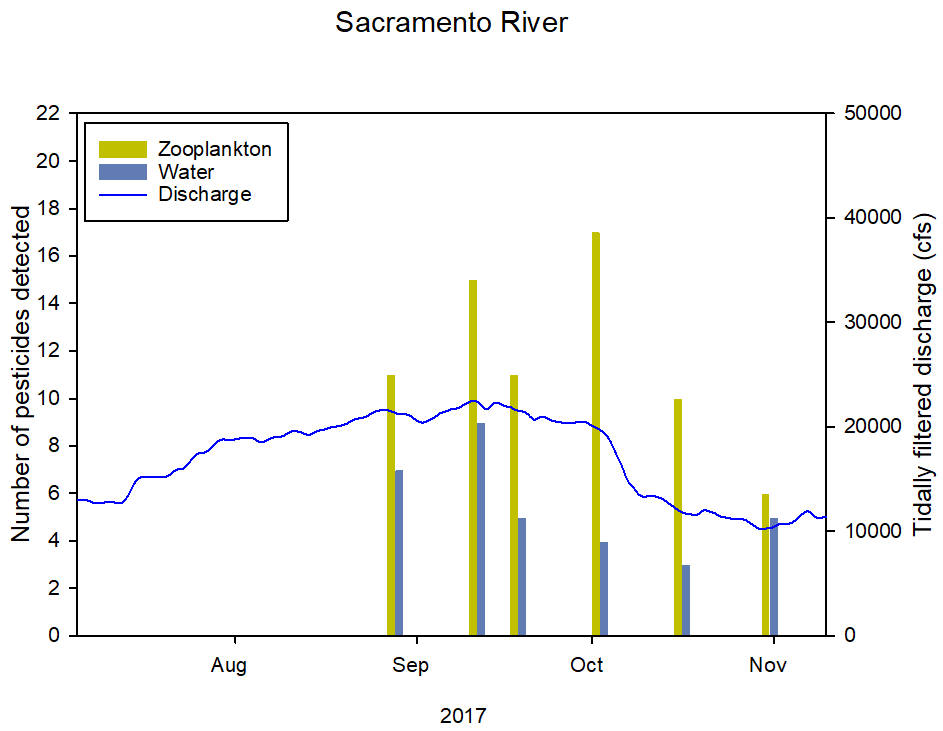 Sacramento River
22
20
18
16
14
12
10
8
6
4
2
0
Number of pesticides detected
Zooplankton
Water
Discharge
50000
40000
30000
20000
10000
0
Tidally filtered discharge (cfs)
Aug Sep Oct Nov
2017